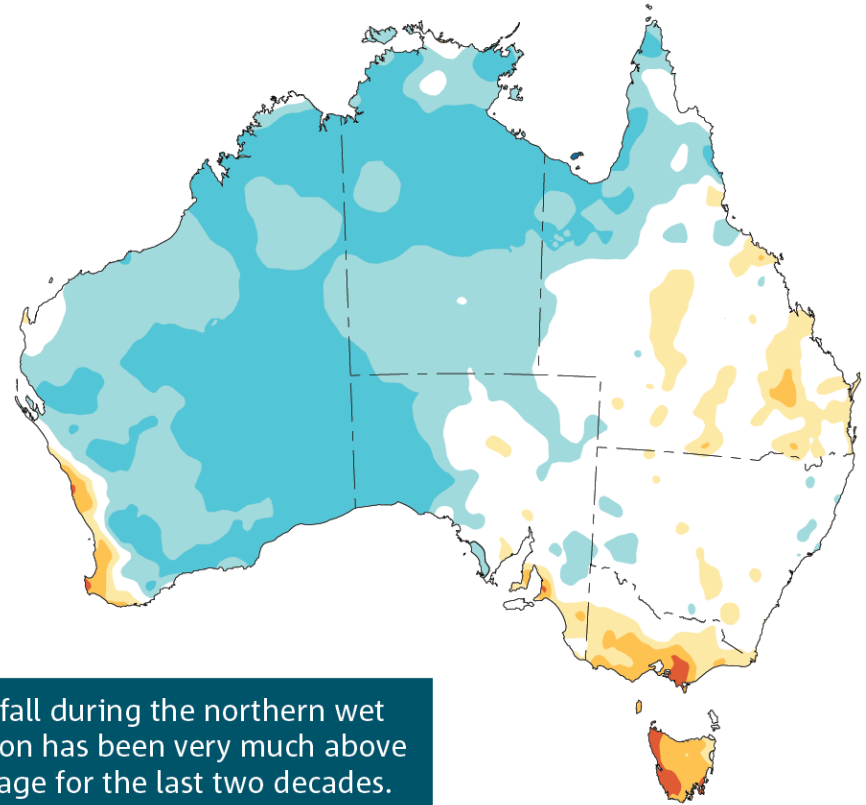 fall during the northern wet
on has been very much above
age for the last two decades.